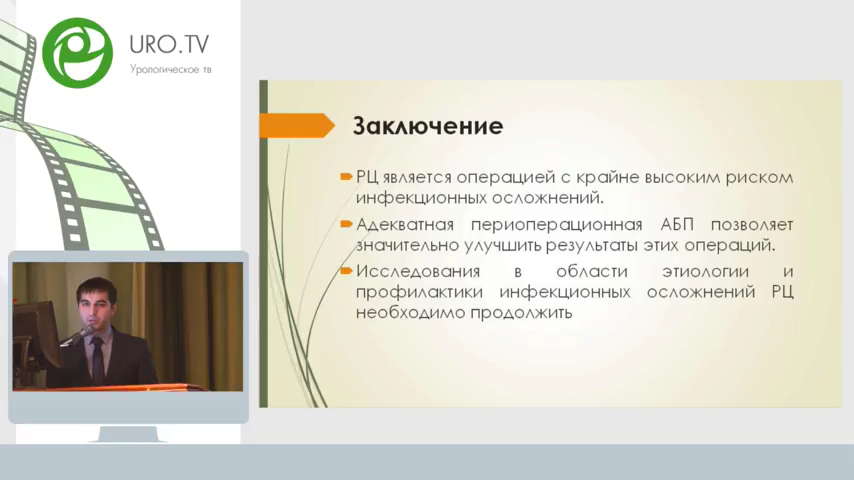 URO.TV
Урологическое тв
Заключение
РЦ является операцией с крайне высоким риском
инфекционных осложнений.
Адекватная периоперационная АБП позволяет
значительно улучшить результаты этих операций.
Исследования в области этиологии и
профилактики инфекционных осложнений РЦ
необходимо продолжить